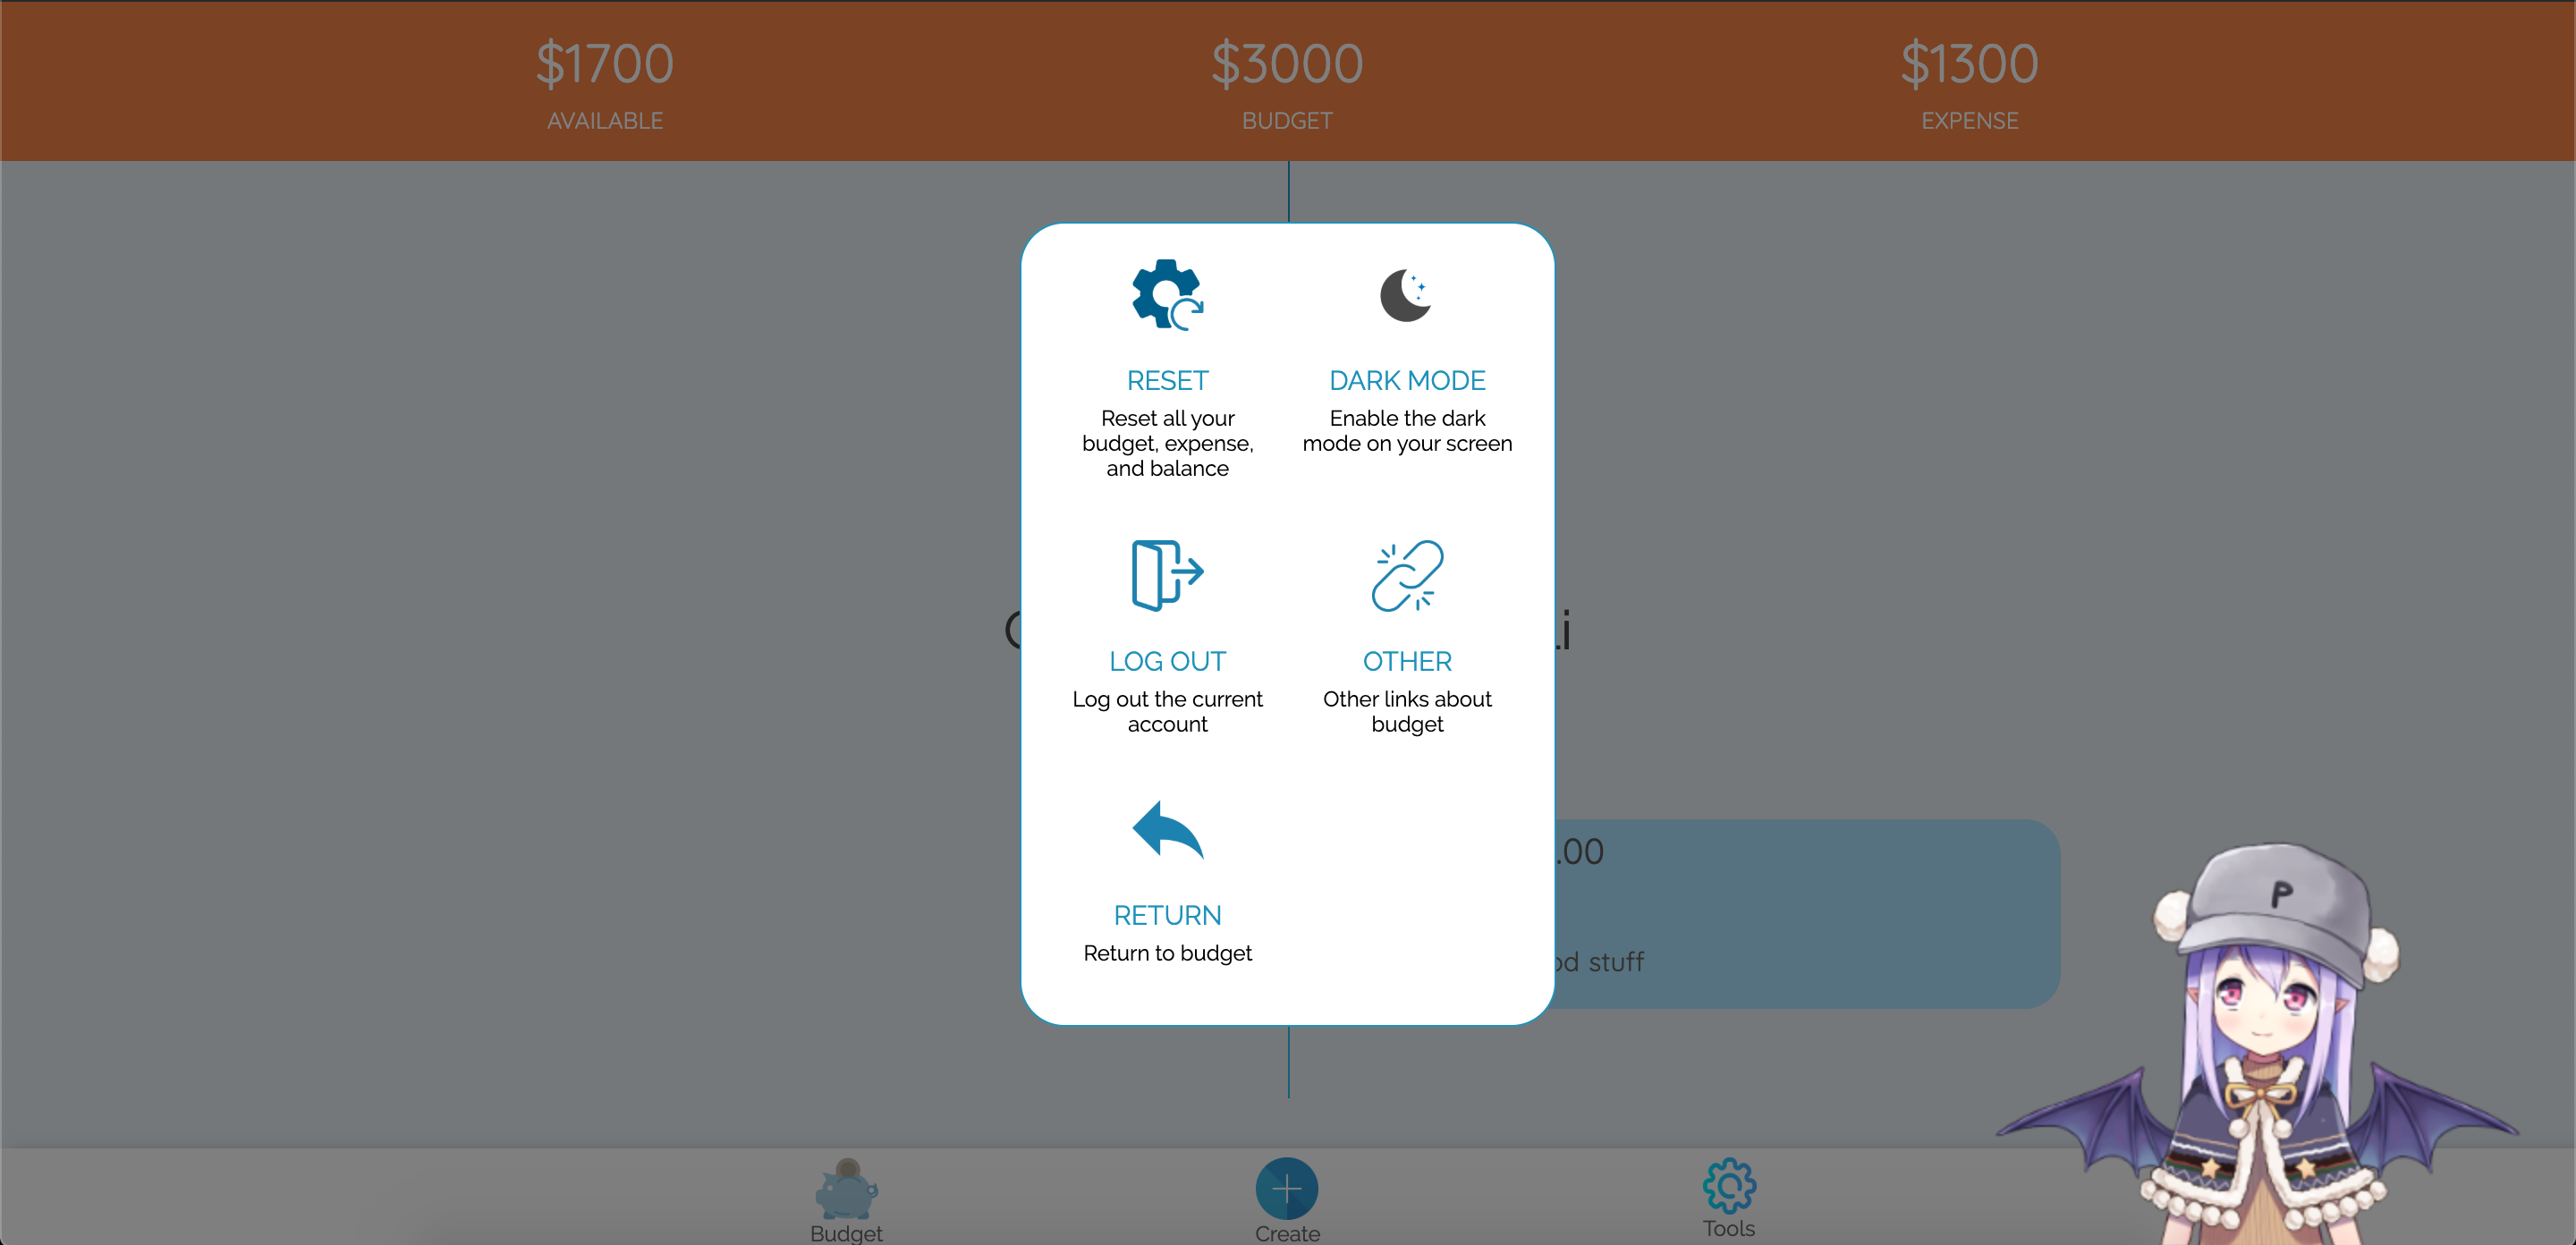 $1700
AVAILABLE
$3000
BUDGET
$1300
EXPENSE
RESET
Reset all your
budget, expense,
and balance
DARK MODE
Enable the dark
mode on your screen
LOG OUT
Log out the current
account
OTHER
Other links about
budget
RETURN
Return to budget
.00
stuff
P
Budget
Create
Tools